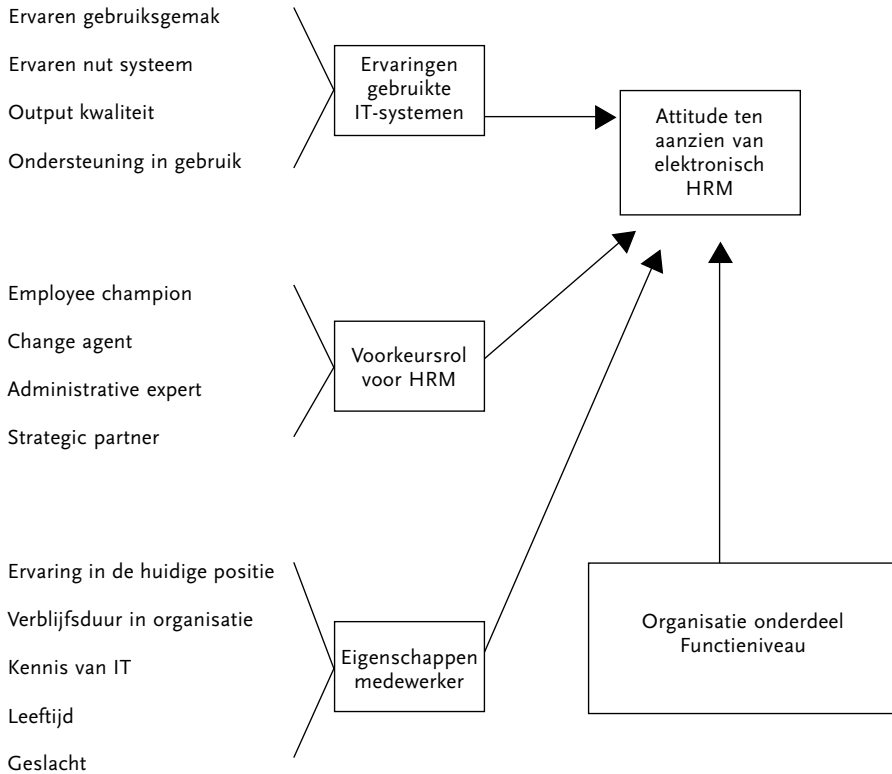 Ervaren gebruiksgemak
Ervaren nut systeem
Output kwaliteit
Ondersteuning in gebruik
Ervaringen
gebruikte
IT-systemen
Attitude ten
aanzien van
elektronisch
HRM
Employee champion
Change agent
Administrative expert
Strategic partner
Voorkeursrol
voor HRM
Ervaring in de huidige positie
Verblijfsduur in organisatie
Kennis van IT
Leeftijd
Geslacht
Eigenschappen
medewerker
Organisatie onderdeel
Functieniveau